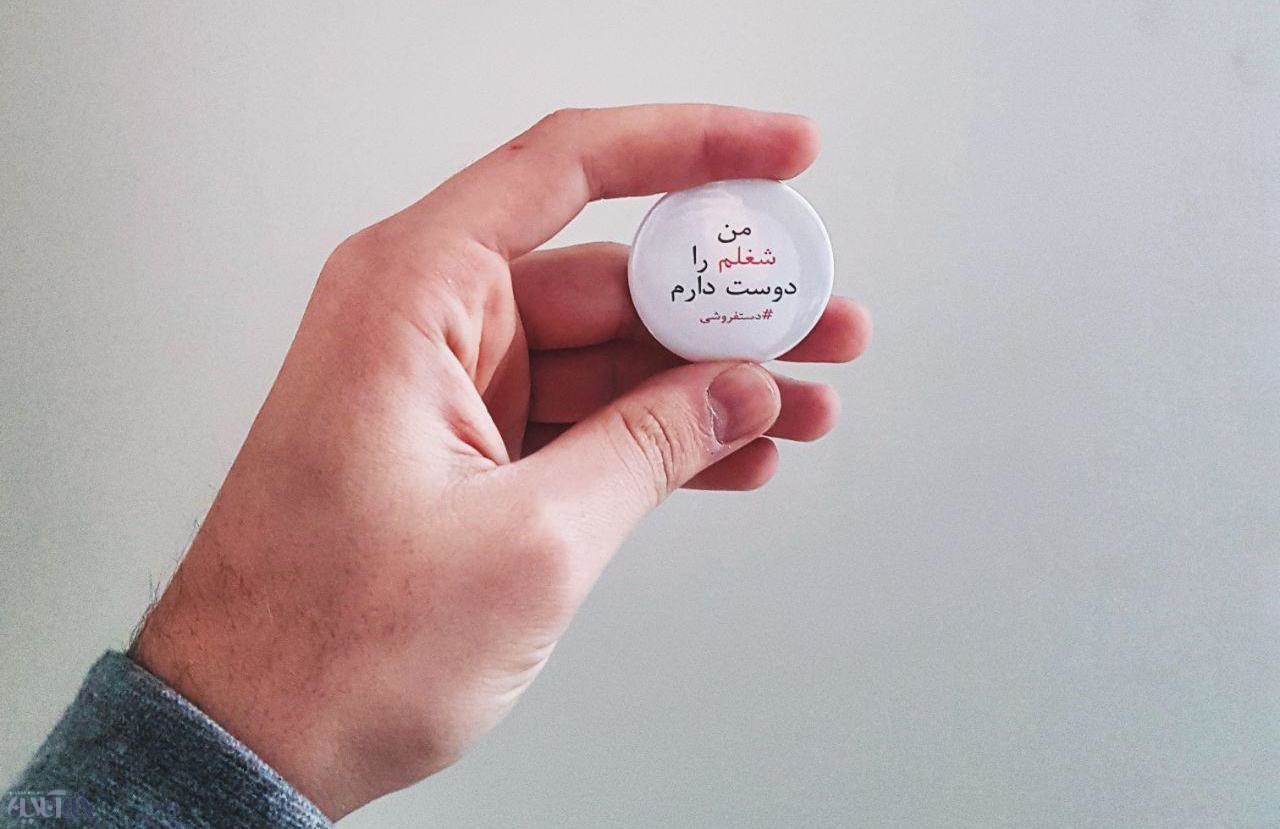 من
شغلم را
دوست دارم
#دستفروشی